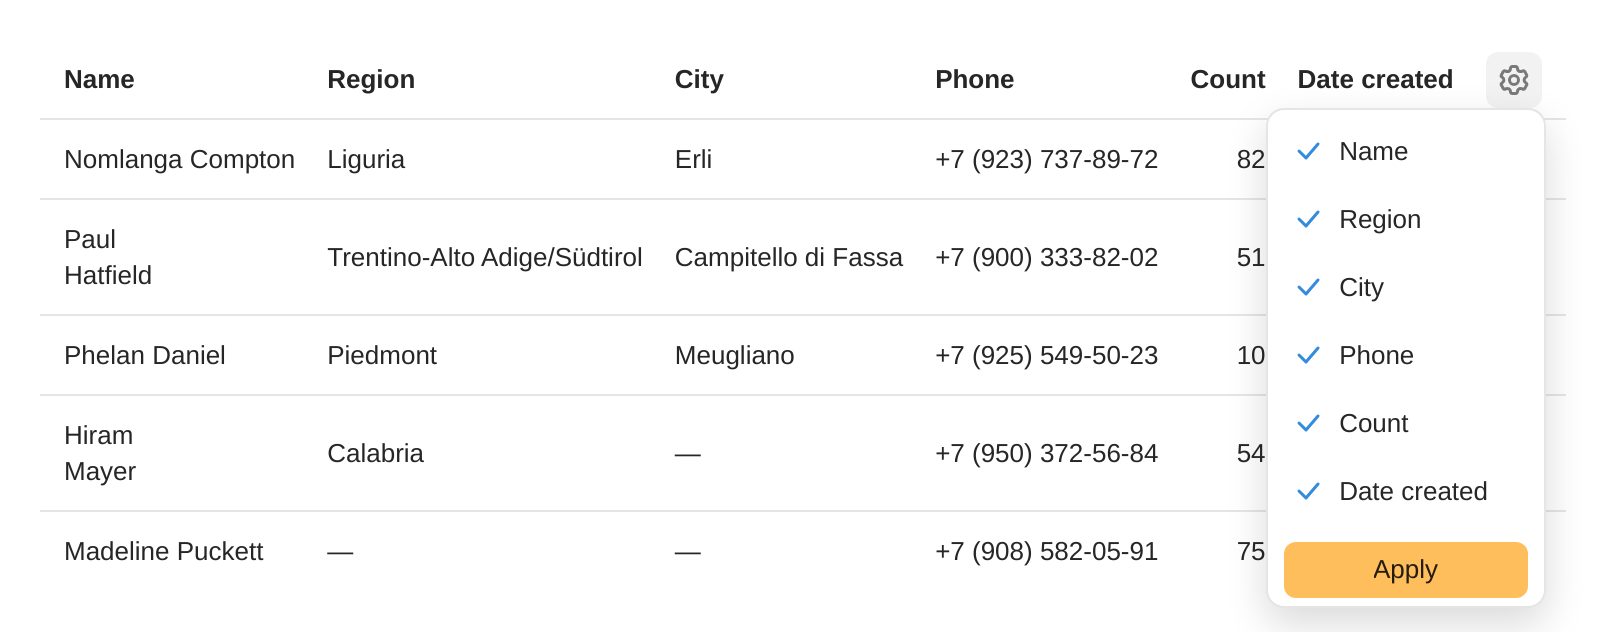 Name Region City Phone Count Date created
Nomlanga Compton Liguria Erli +7 (923) 737-89-72 82
Paul
Hatfield
Trentino-Alto Adige/Südtirol Campitello di Fassa +7 (900) 333-82-02 51
Phelan Daniel Piedmont Meugliano +7 (925) 549-50-23 10
Hiram
Mayer
Calabria — +7 (950) 372-56-84 54
Madeline Puckett — — +7 (908) 582-05-91 75
Name
Region
City
Phone
Count
Date created
Apply